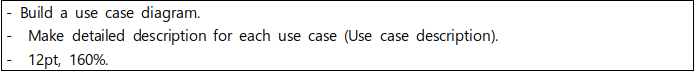 - Build a use case diagram.
- Make detailed description for each use case (Use case description).
- 12pt, 160%.